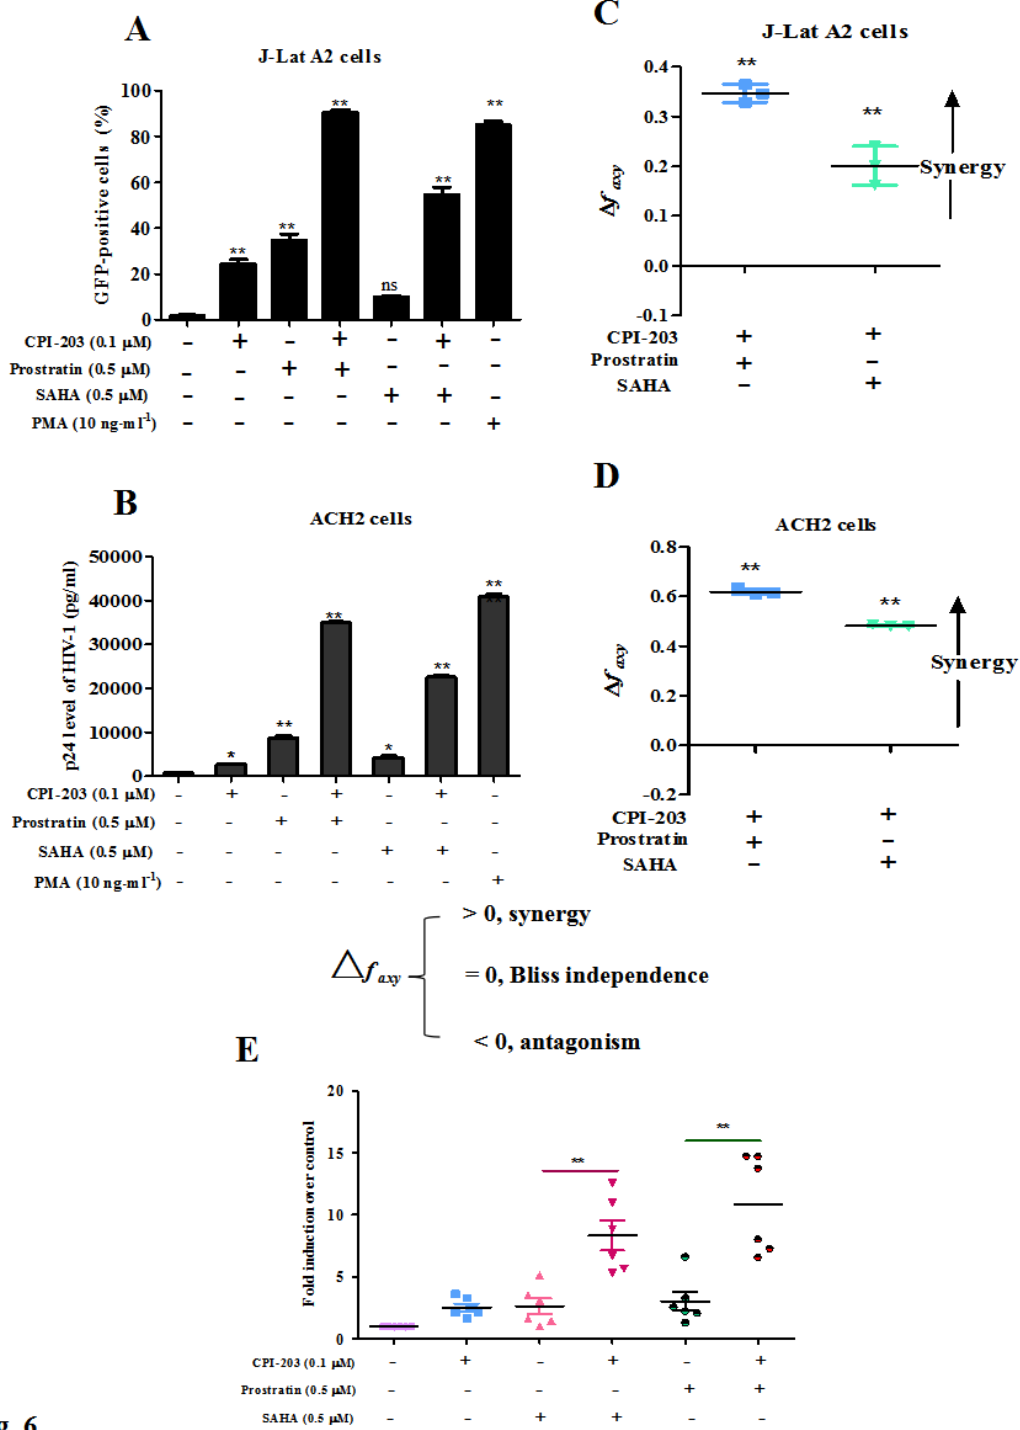 A
J-Lat A2 cells
GFP-positive cells (%)
100
80
60
40
20
0
** ** ** ns ** **
CPI-203 (0.1 μM) - + - + - + -
Prostratin (0.5 μM) - - + + - - -
SAHA (0.5 μM) - - - - + + -
PMA (10 ng-ml-1) - - - - - - +
C
J-Lat A2 cells
Δf axy
0.4
0.3
0.2
0.1
0.0
-0.1
** **
Synergy
CPI-203 + +
Prostratin + -
SAHA - +
B
ACH2 cells
p24 level of HIV-1 (pg/ml)
50000
40000
30000
20000
10000
0
* ** ** * ** **
**
CPI-203 (0.1 μM) - + - + - + -
Prostratin (0.5 μM) - - + + - - -
SAHA (0.5 μM) - - - - + + -
PMA (10 ng-ml-1) - - - - - - +
D
ACH2 cells
Δf axy
0.8
0.6
0.4
0.2
0.0
-0.2
** **
Synergy
CPI-203 + +
Prostratin + -
SAHA - +
> 0, synergy
△f axy = 0, Bliss independence
< 0, antagonism
E
Fold induction over control
20
15
10
5
0
** **
CPI-203 (0.1 μM) - + - + - +
Prostratin (0.5 μM) - - - - + +
SAHA (0.5 μM) - - + + - -
g. 6